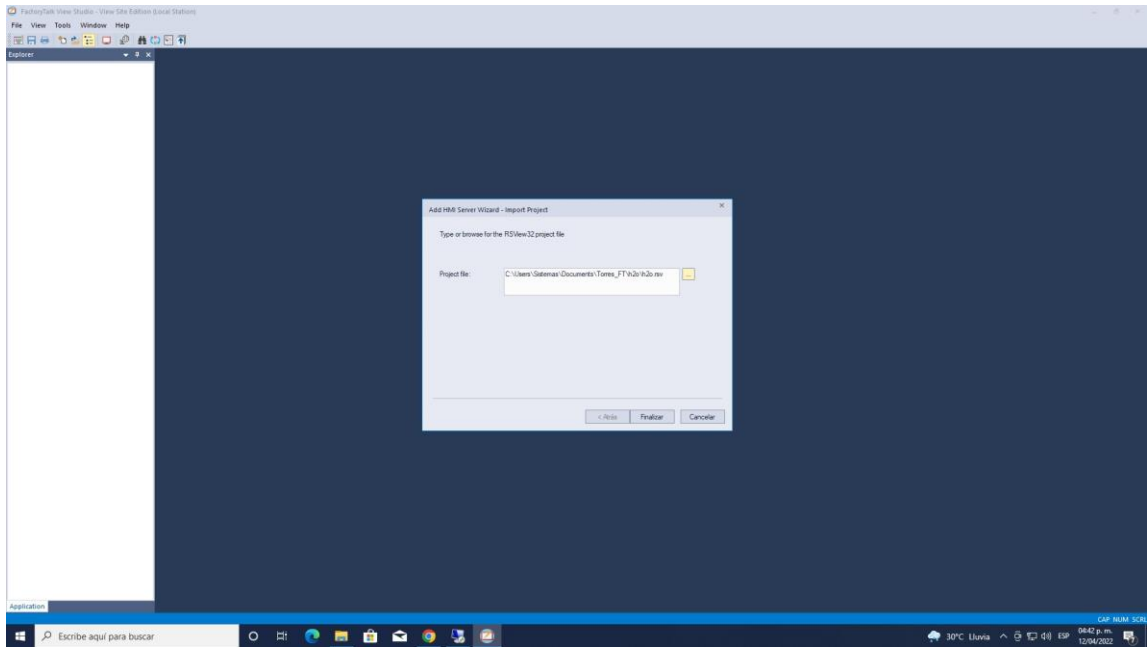 FactoryTalk View Studio - View Site Edition (Local Station)
File View Tools Window Help
Explorer
Add HMI Server Wizard - Import Project
Type or browse for the RSView32 project file
Project file:
C:\Users\Sistemas\Documents\Torres_FT\h2o\h2o.rsv
...
< Atrás Finalizar Cancelar
Application
CAP NUM SCRL
Escribe aquí para buscar
30°C Lluvia ESP 04:42 p. m.
12/04/2022